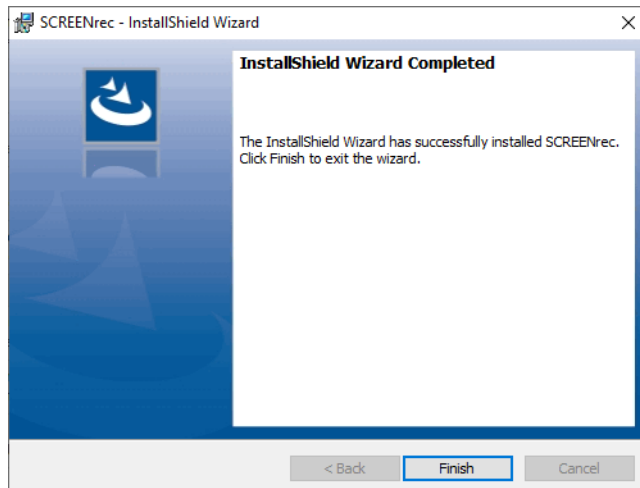 SCREENrec - InstallShield Wizard
InstallShield Wizard Completed
The InstallShield Wizard has successfully installed SCREENrec.
Click Finish to exit the wizard.
< Back
Finish
Cancel